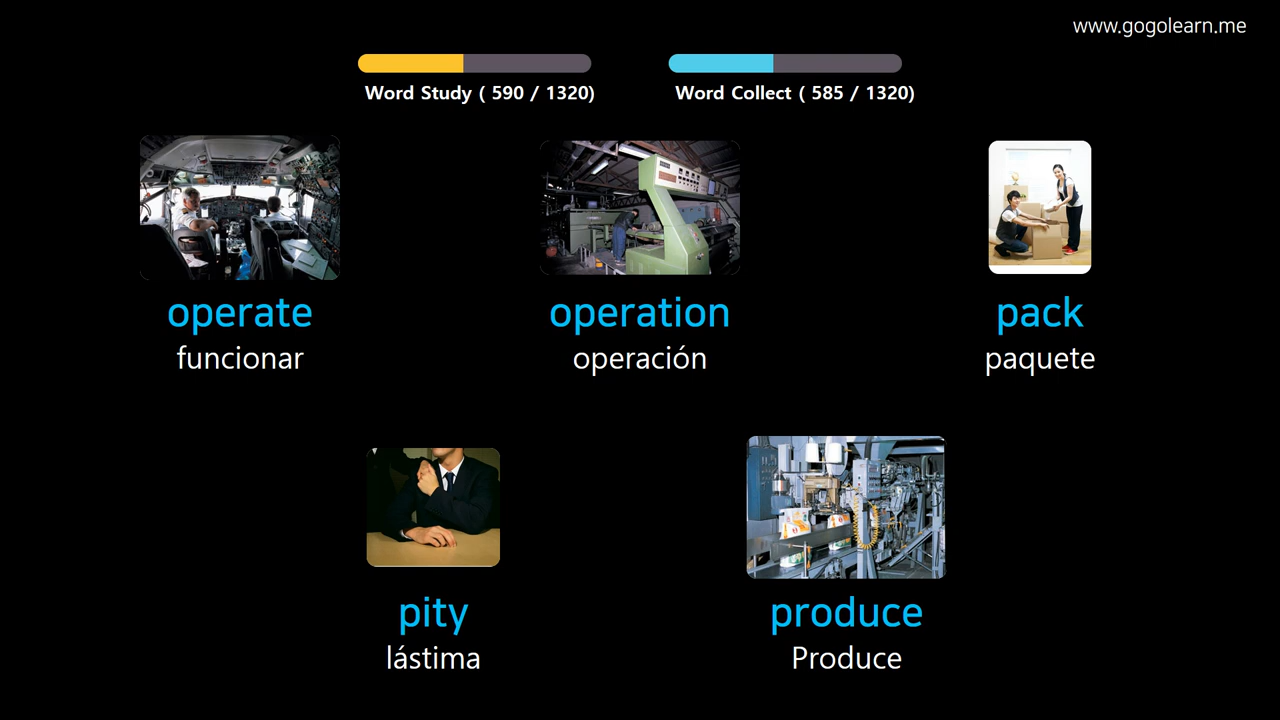 www.gogolearn.me
Word Study ( 590 / 1320)
Word Collect ( 585 / 1320)
operate
operation
pack
funcionar
operación
paquete
pity
produce
lástima
Produce